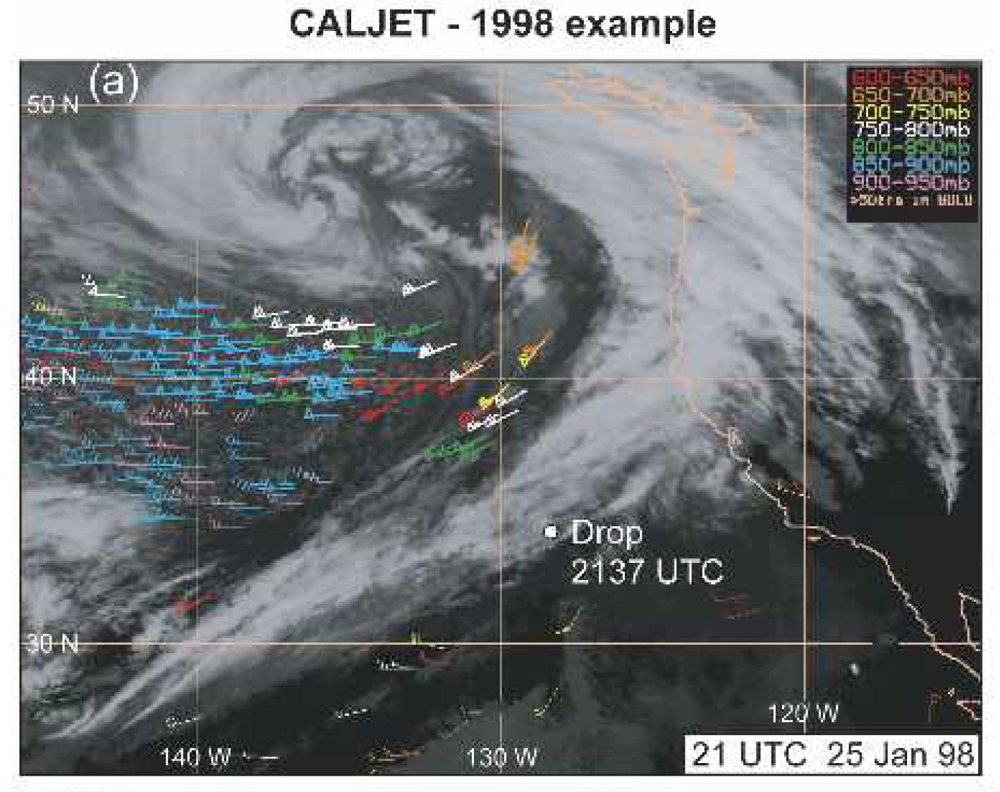 CALJET - 1998 example
(a)
50 N
600-650mb
650-700mb
700-750mb
750-800mb
800-850mb
850-900mb
900-950mb
40 N
Drop
2137 UTC
30 N
120 W
140 W
130 W
21 UTC 25 Jan 98